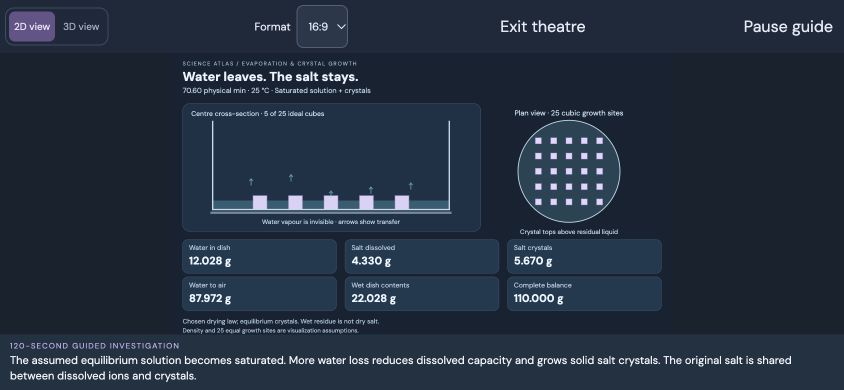 2D view
3D view
Format
16:9
Exit theatre
Pause guide
SCIENCE ATLAS / EVAPORATION & CRYSTAL GROWTH
Water leaves. The salt stays.
70.60 physical min · 25 °C · Saturated solution + crystals
Centre cross-section · 5 of 25 ideal cubes
Water vapour is invisible · arrows show transfer
Plan view · 25 cubic growth sites
Crystal tops above residual liquid
Water in dish
12.028 g
Salt dissolved
4.330 g
Salt crystals
5.670 g
Water to air
87.972 g
Wet dish contents
22.028 g
Complete balance
110.000 g
Chosen drying law; equilibrium crystals. Wet residue is not dry salt.
Density and 25 equal growth sites are visualization assumptions.
120-SECOND GUIDED INVESTIGATION
The assumed equilibrium solution becomes saturated. More water loss reduces dissolved capacity and grows solid salt crystals. The original salt is shared
between dissolved ions and crystals.